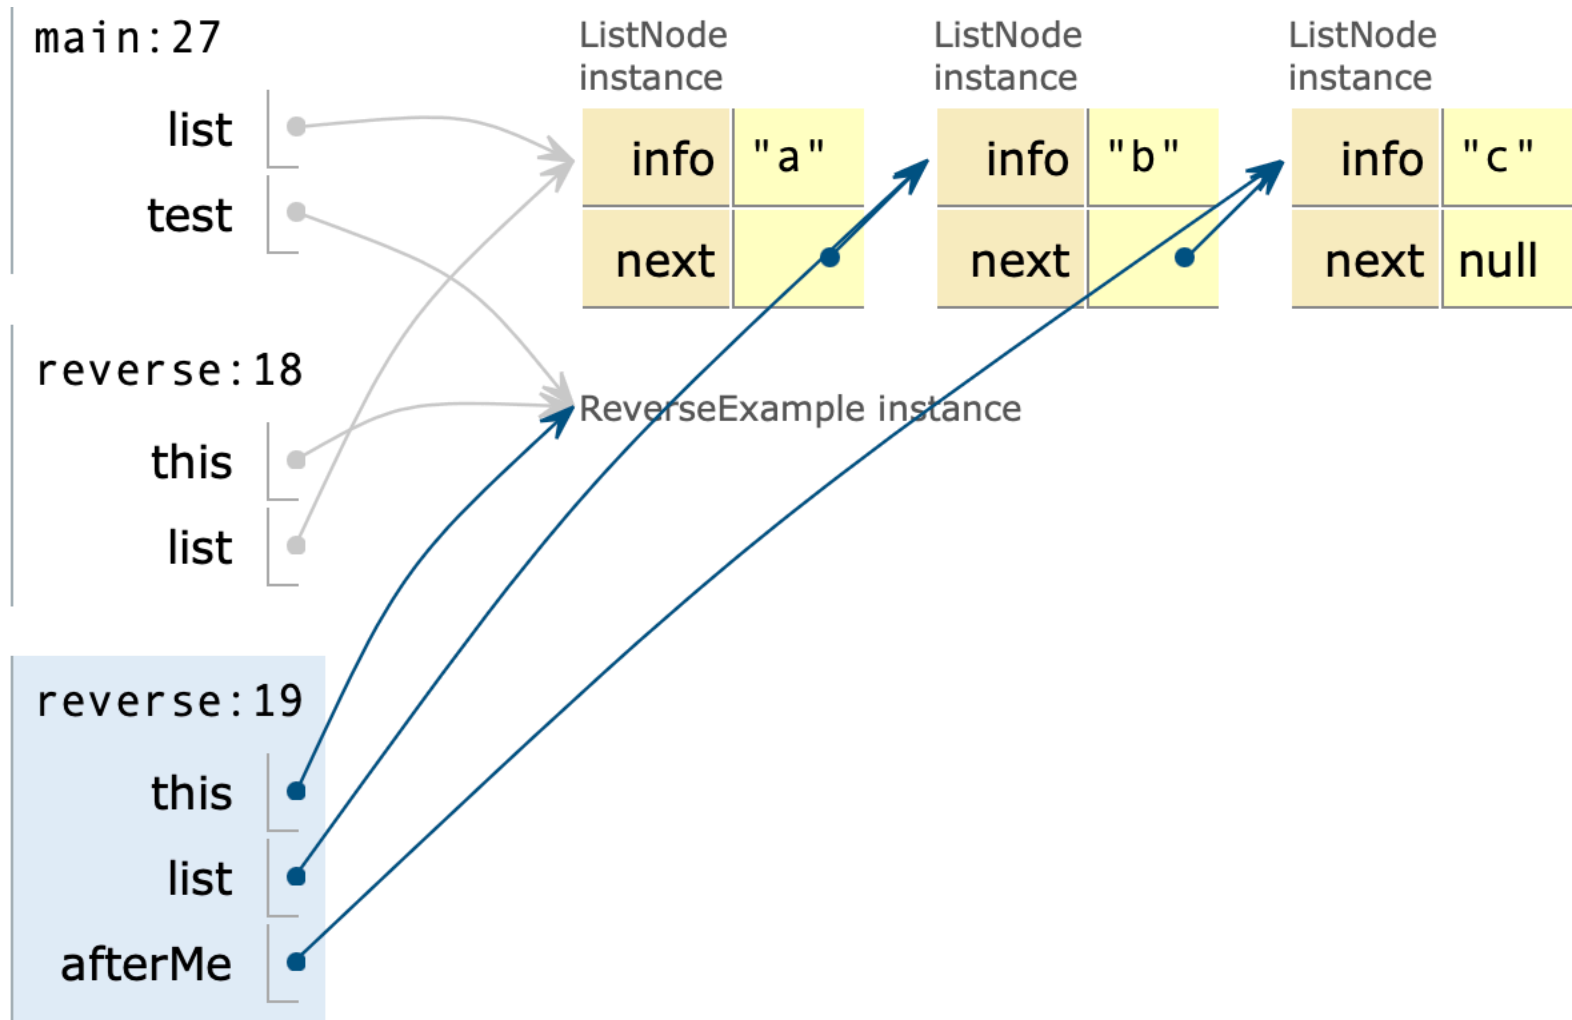 main:27
list
test
reverse:18
this
list
reverse:19
this
list
afterMe
ListNode
instance
info "a"
next
ListNode
instance
info "b"
next
ListNode
instance
info "c"
next null
ReverseExample instance